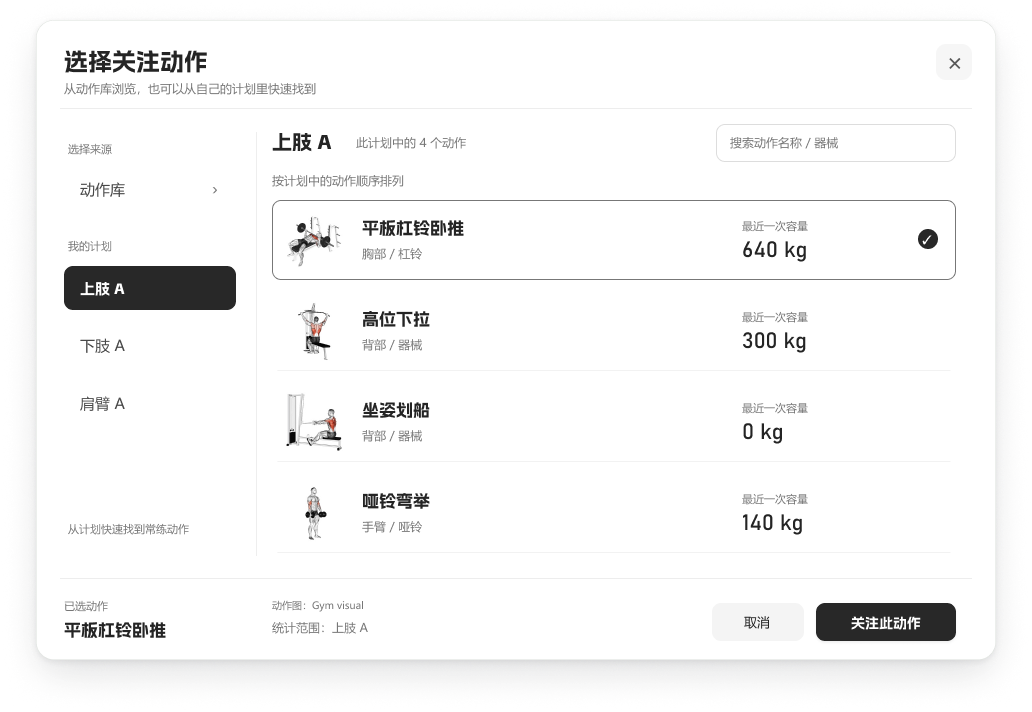 选择关注动作
从动作库浏览，也可以从自己的计划里快速找到
选择来源
动作库
我的计划
上肢 A
下肢 A
肩臂 A
从计划快速找到常练动作
上肢 A 此计划中的 4 个动作
搜索动作名称 / 器械
按计划中的动作顺序排列
平板杠铃卧推
胸部 / 杠铃
最近一次容量
640 kg
高位下拉
背部 / 器械
最近一次容量
300 kg
坐姿划船
背部 / 器械
最近一次容量
0 kg
哑铃弯举
手臂 / 哑铃
最近一次容量
140 kg
已选动作
平板杠铃卧推
动作图：Gym visual
统计范围：上肢 A
取消
关注此动作